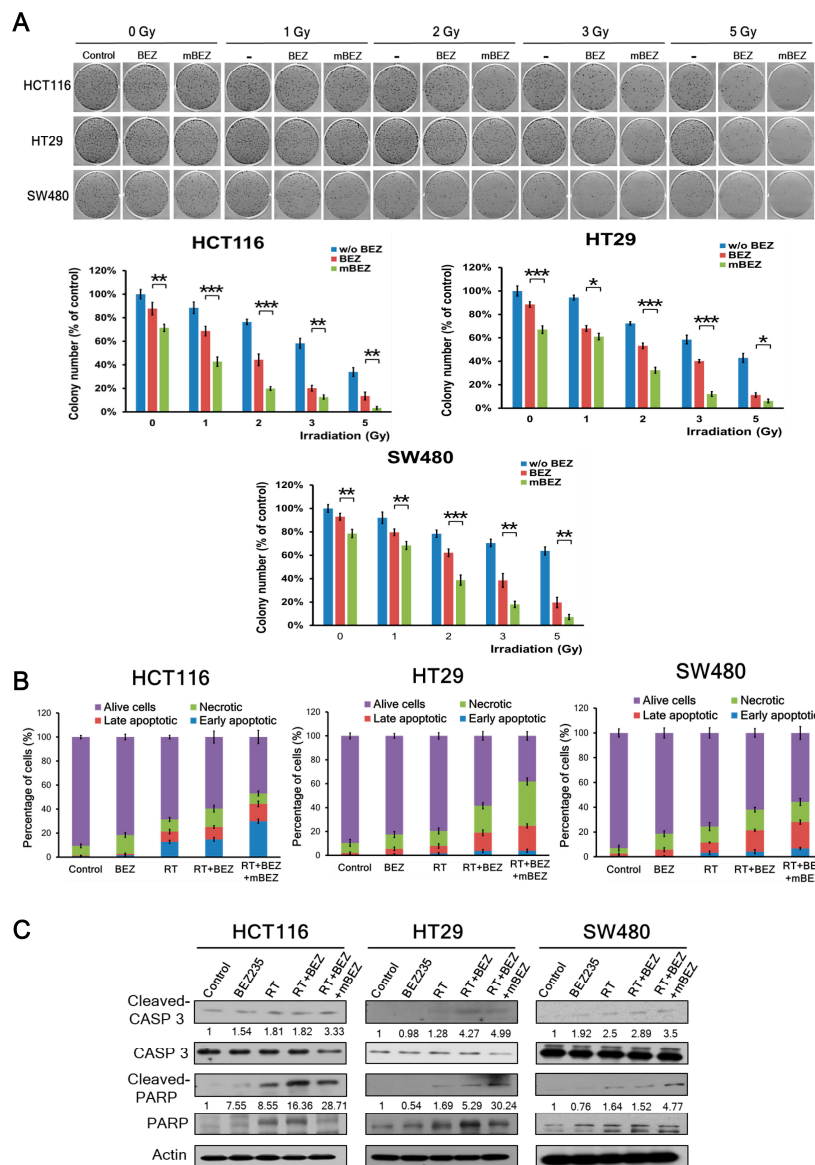 A
0 Gy 1 Gy 2 Gy 3 Gy 5 Gy
Control BEZ mBEZ - BEZ mBEZ - BEZ mBEZ - BEZ mBEZ - BEZ mBEZ
HCT116
HT29
SW480
HCT116
w/o BEZ
BEZ
mBEZ
Colony number (% of control)
120%
100%
80%
60%
40%
20%
0%
** *** *** ** **
0 1 2 3 5
Irradiation (Gy)
HT29
w/o BEZ
BEZ
mBEZ
Colony number (% of control)
120%
100%
80%
60%
40%
20%
0%
*** * *** *** *
0 1 2 3 5
Irradiation (Gy)
SW480
w/o BEZ
BEZ
mBEZ
Colony number (% of control)
120%
100%
80%
60%
40%
20%
0%
** ** *** ** **
0 1 2 3 5
Irradiation (Gy)
B
HCT116
Alive cells Necrotic
Late apoptotic Early apoptotic
Percentage of cells (%)
120
100
80
60
40
20
0
Control BEZ RT RT+BEZ RT+BEZ
+mBEZ
HT29
Alive cells Necrotic
Late apoptotic Early apoptotic
Percentage of cells (%)
120
100
80
60
40
20
0
Control BEZ RT RT+BEZ RT+BEZ
+mBEZ
SW480
Alive cells Necrotic
Late apoptotic Early apoptotic
Percentage of cells (%)
120
100
80
60
40
20
0
Control BEZ RT RT+BEZ RT+BEZ
+mBEZ
C
HCT116 HT29 SW480
Control BEZ235 RT RT+BEZ RT+BEZ +mBEZ Control BEZ235 RT RT+BEZ RT+BEZ +mBEZ Control BEZ235 RT RT+BEZ RT+BEZ +mBEZ
Cleaved-
CASP 3
1 1.54 1.81 1.82 3.33 1 0.98 1.28 4.27 4.99 1 1.92 2.5 2.89 3.5
CASP 3
Cleaved-
PARP
1 7.55 8.55 16.36 28.71 1 0.54 1.69 5.29 30.24 1 0.76 1.64 1.52 4.77
PARP
Actin